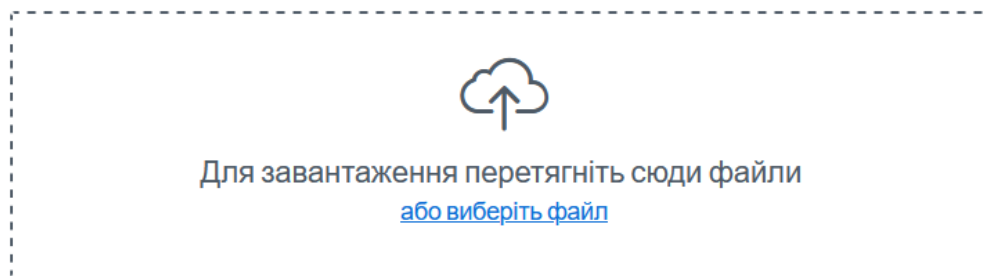 Для завантаження перетягніть сюди файли
або виберіть файл